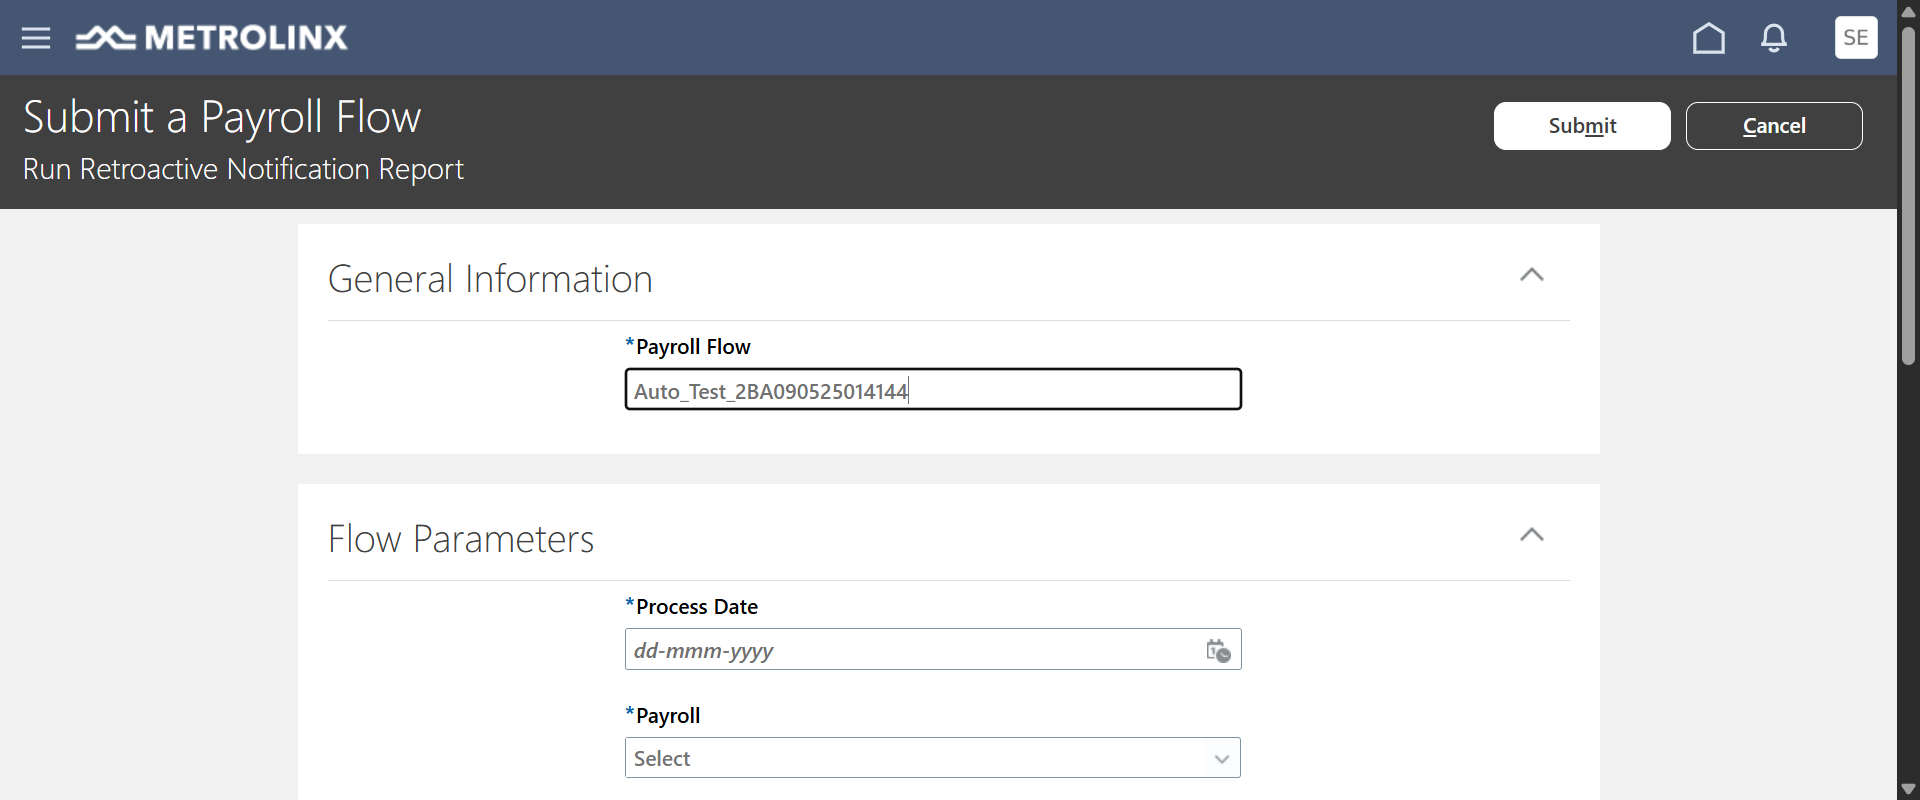 METROLINX
SE
Submit a Payroll Flow
Run Retroactive Notification Report
Submit
Cancel
General Information
*Payroll Flow
Auto_Test_2BA090525014144
Flow Parameters
*Process Date
dd-mmm-yyyy
*Payroll
Select